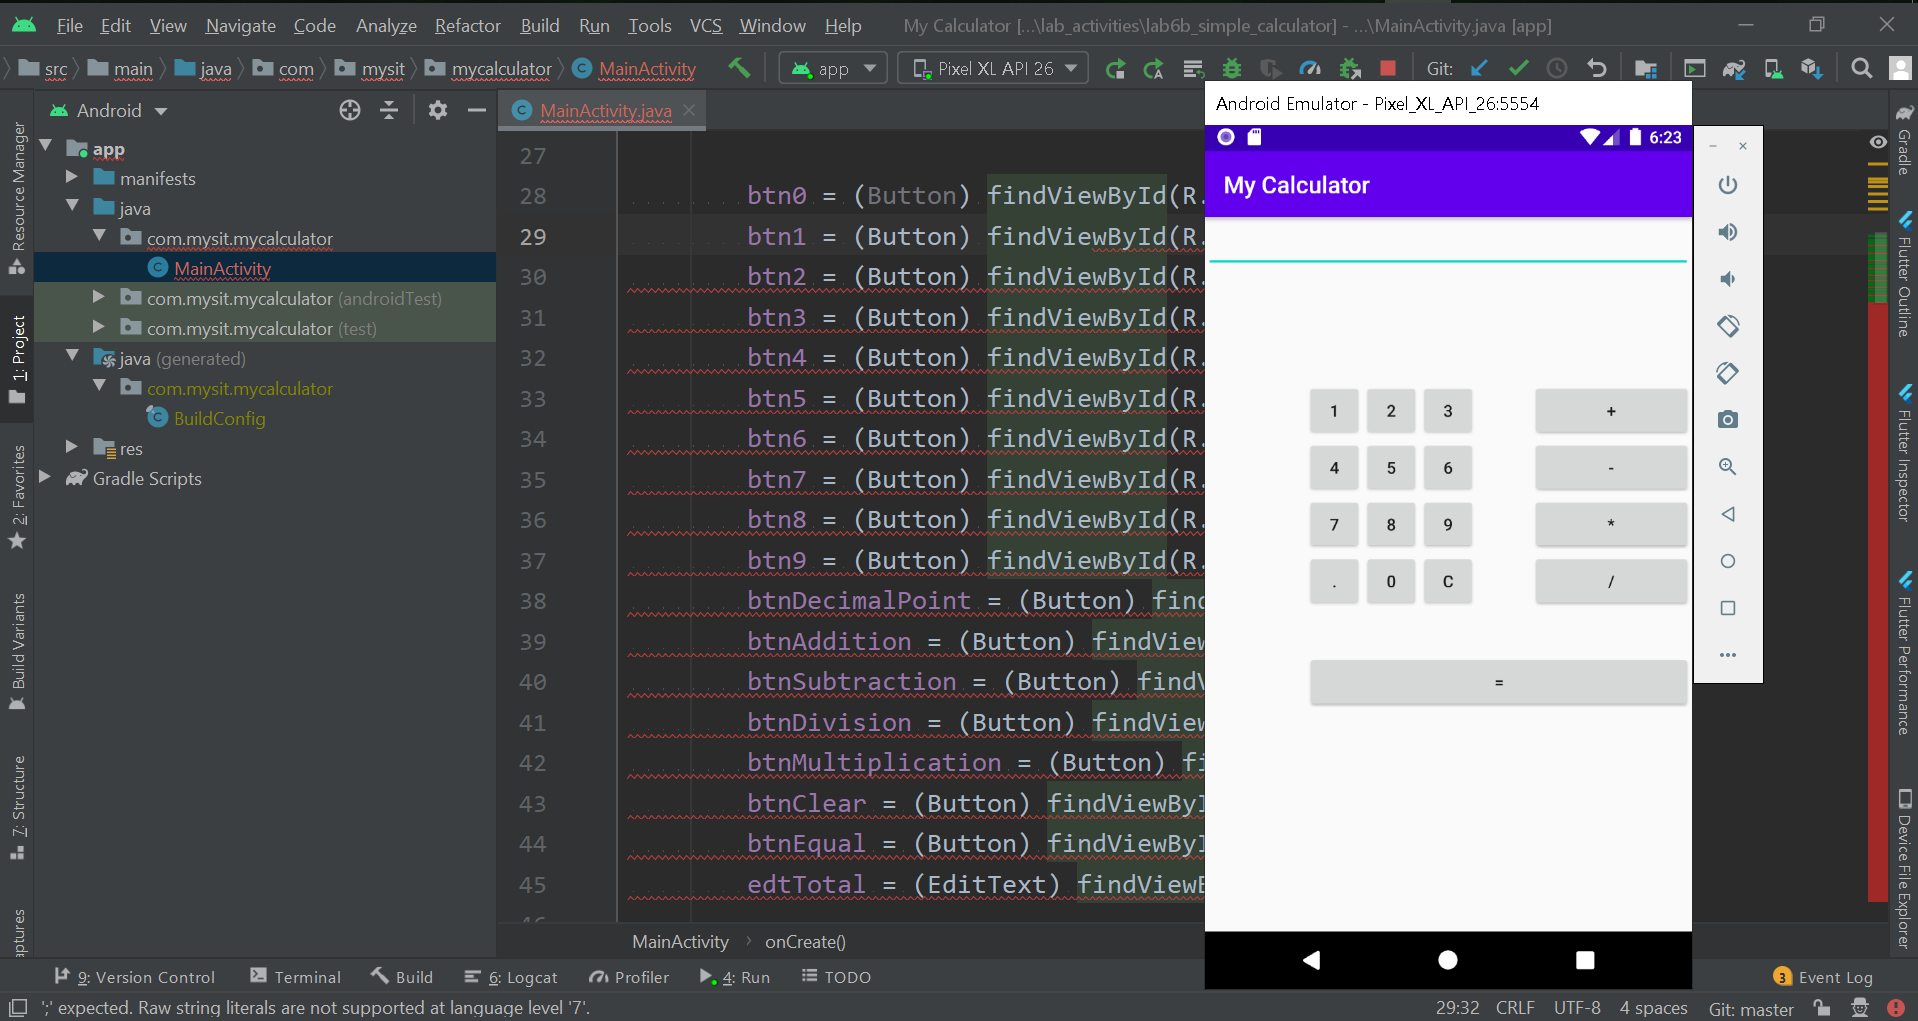 File Edit View Navigate Code Analyze Refactor Build Run Tools VCS Window Help My Calculator [...\lab_activities\lab6b_simple_calculator] - ...\MainActivity.java [app]
src main java com mysit mycalculator MainActivity app Pixel XL API 26 Git:
Android
MainActivity.java
app
manifests
java
com.mysit.mycalculator
MainActivity
com.mysit.mycalculator (androidTest)
com.mysit.mycalculator (test)
java (generated)
com.mysit.mycalculator
BuildConfig
res
Gradle Scripts
Resource Manager
1: Project
2: Favorites
Build Variants
7: Structure
aptures
27
28 btn0 = (Button) findViewById(R.
29 btn1 = (Button) findViewById(R.
30 btn2 = (Button) findViewById(R.
31 btn3 = (Button) findViewById(R.
32 btn4 = (Button) findViewById(R.
33 btn5 = (Button) findViewById(R.
34 btn6 = (Button) findViewById(R.
35 btn7 = (Button) findViewById(R.
36 btn8 = (Button) findViewById(R.
37 btn9 = (Button) findViewById(R.
38 btnDecimalPoint = (Button) find
39 btnAddition = (Button) findView
40 btnSubtraction = (Button) findV
41 btnDivision = (Button) findView
42 btnMultiplication = (Button) fi
43 btnClear = (Button) findViewByI
44 btnEqual = (Button) findViewByI
45 edtTotal = (EditText) findViewB
46
MainActivity onCreate()
Android Emulator - Pixel_XL_API_26:5554
6:23
My Calculator
1 2 3 +
4 5 6 -
7 8 9 *
. 0 C /
=
Gradle
Flutter Outline
Flutter Inspector
Flutter Performance
Device File Explorer
9: Version Control Terminal Build 6: Logcat Profiler 4: Run TODO 3 Event Log
';' expected. Raw string literals are not supported at language level '7'. 29:32 CRLF UTF-8 4 spaces Git: master